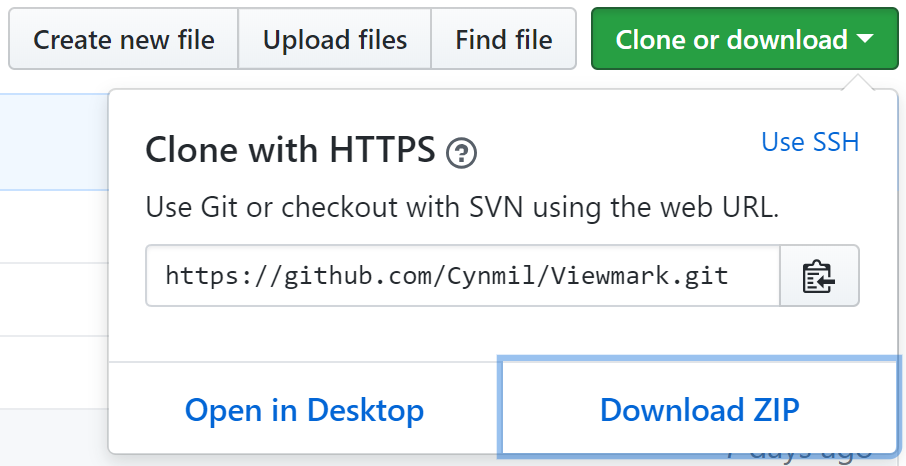 Create new file Upload files Find file Clone or download
Clone with HTTPS ?
Use SSH
Use Git or checkout with SVN using the web URL.
https://github.com/Cynmil/Viewmark.git
Open in Desktop Download ZIP
days ago